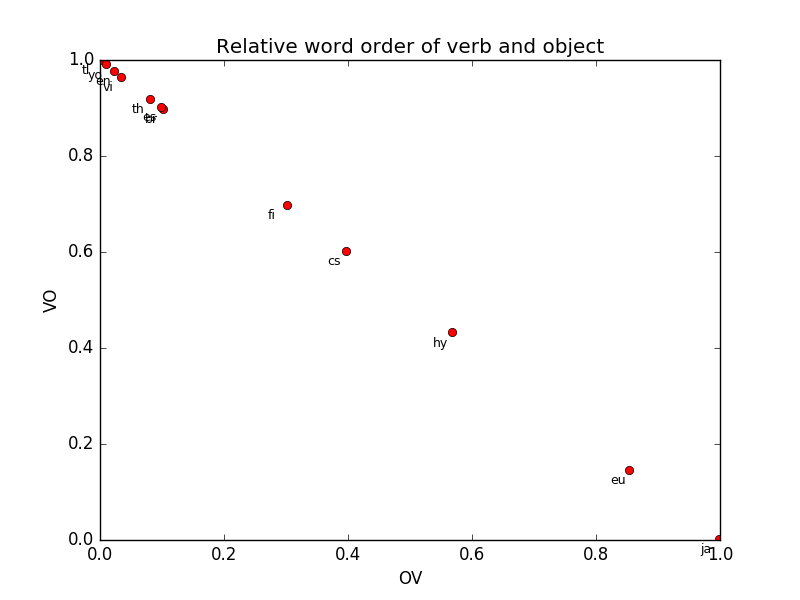 Relative word order of verb and object
1.0
tl
yo
en
vi
th
es
br
0.8
fi
0.6
cs
VO
hy
0.4
0.2
eu
0.0
ja
0.0 0.2 0.4 0.6 0.8 1.0
OV